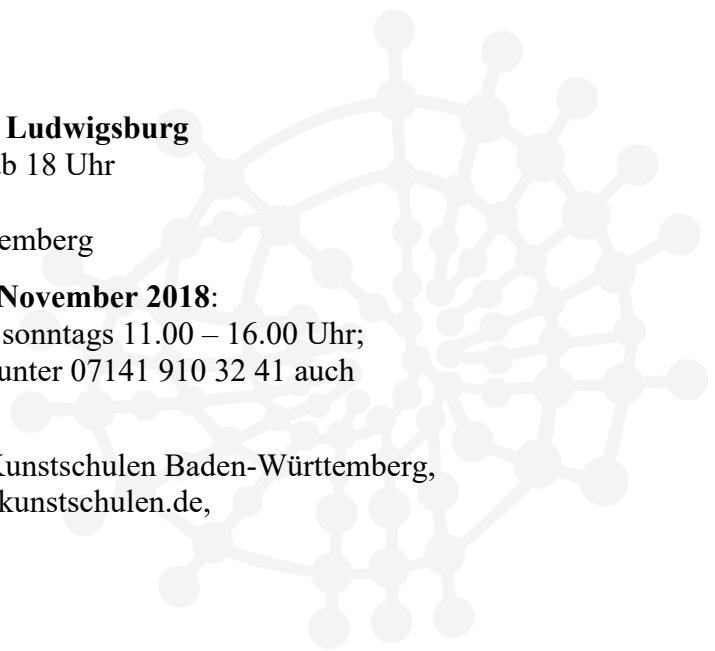 Ludwigsburg
b 18 Uhr
emberg
November 2018:
sonntags 11.00 – 16.00 Uhr;
unter 07141 910 32 41 auch
Kunstschulen Baden-Württemberg,
kunstschulen.de,